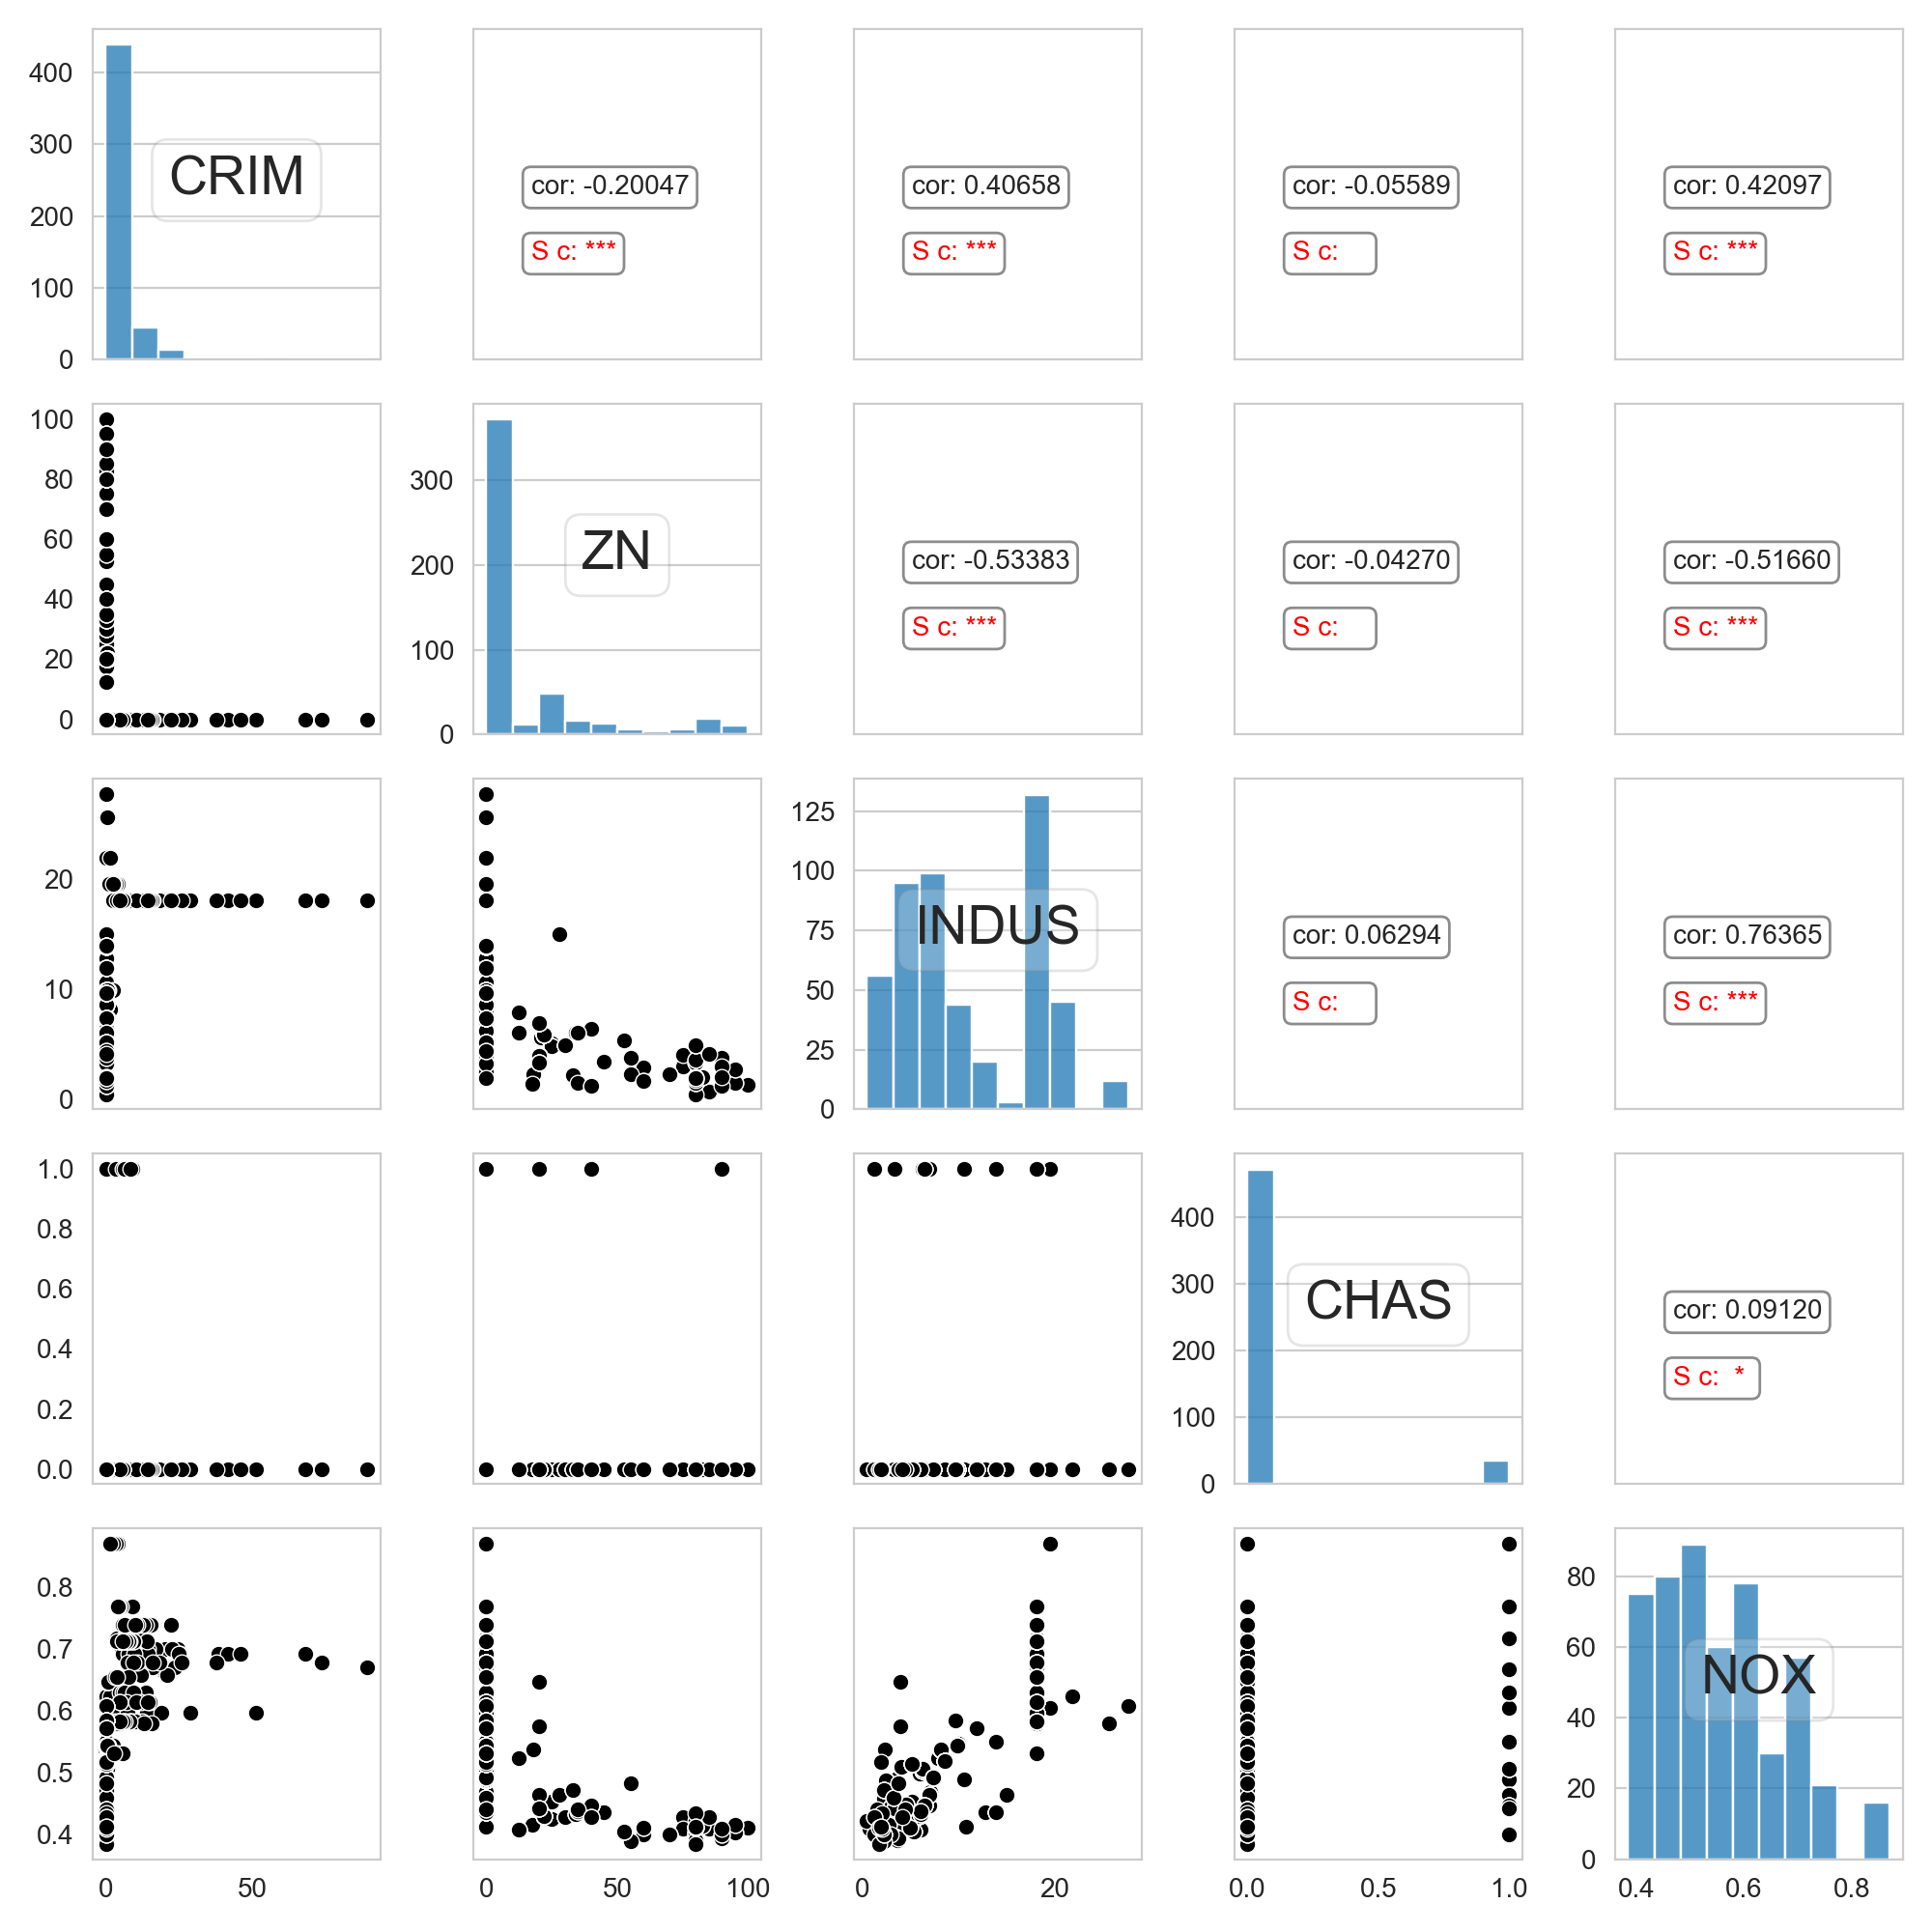 400
300
200
100
0
CRIM
cor: -0.20047
S c: ***
cor: 0.40658
S c: ***
cor: -0.05589
S c:
cor: 0.42097
S c: ***
100
80
60
40
20
0
300
200
100
0
ZN
cor: -0.53383
S c: ***
cor: -0.04270
S c:
cor: -0.51660
S c: ***
20
10
0
125
100
75
50
25
0
INDUS
cor: 0.06294
S c:
cor: 0.76365
S c: ***
1.0
0.8
0.6
0.4
0.2
0.0
400
300
200
100
0
CHAS
cor: 0.09120
S c: *
0.8
0.7
0.6
0.5
0.4
0 50
0 50 100
0 20
0.0 0.5 1.0
80
60
40
20
0
NOX
0.4 0.6 0.8